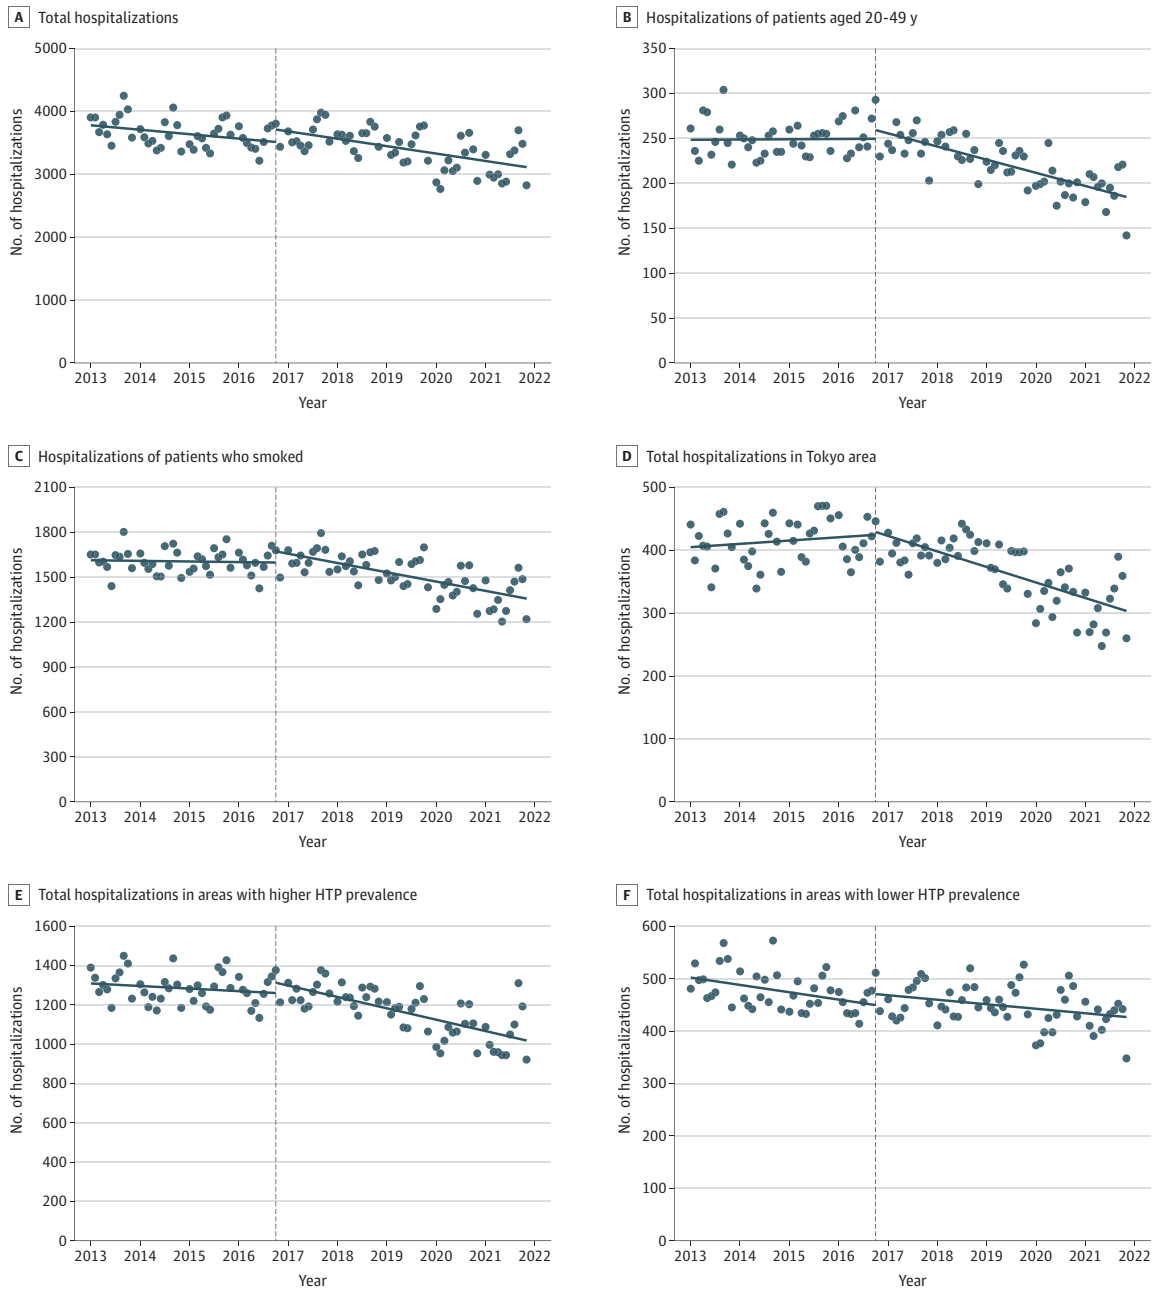 A Total hospitalizations
5000
4000
3000
2000
1000
0
No. of hospitalizations
2013 2014 2015 2016 2017 2018 2019 2020 2021 2022
Year
B Hospitalizations of patients aged 20-49 y
350
300
250
200
150
100
50
0
No. of hospitalizations
2013 2014 2015 2016 2017 2018 2019 2020 2021 2022
Year
C Hospitalizations of patients who smoked
2100
1800
1500
1200
900
600
300
0
No. of hospitalizations
2013 2014 2015 2016 2017 2018 2019 2020 2021 2022
Year
D Total hospitalizations in Tokyo area
500
400
300
200
100
0
No. of hospitalizations
2013 2014 2015 2016 2017 2018 2019 2020 2021 2022
Year
E Total hospitalizations in areas with higher HTP prevalence
1600
1400
1200
1000
800
600
400
200
0
No. of hospitalizations
2013 2014 2015 2016 2017 2018 2019 2020 2021 2022
Year
F Total hospitalizations in areas with lower HTP prevalence
600
500
400
300
200
100
0
No. of hospitalizations
2013 2014 2015 2016 2017 2018 2019 2020 2021 2022
Year